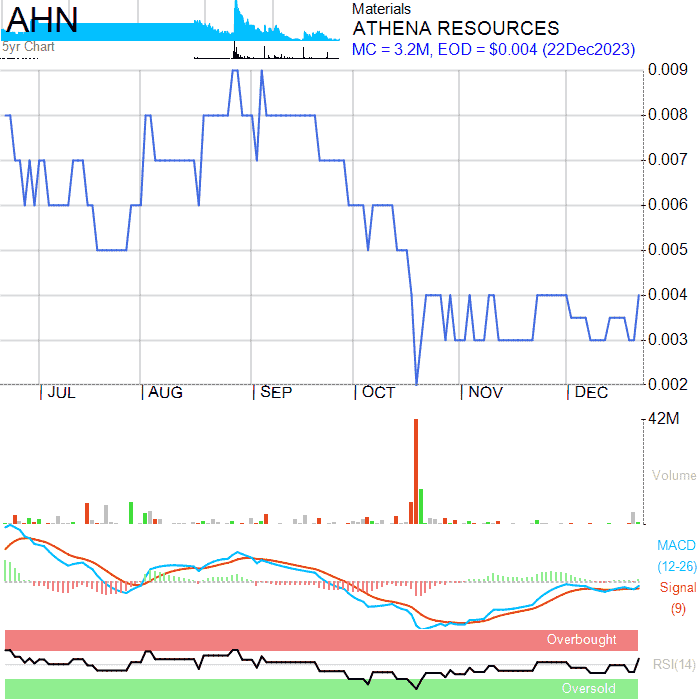 AHN
5yr Chart
Materials
ATHENA RESOURCES
MC = 3.2M, EOD = $0.004 (22Dec2023)
0.009
0.008
0.007
0.006
0.005
0.004
0.003
0.002
JUL AUG SEP OCT NOV DEC
42M
Volume
MACD
(12-26)
Signal
(9)
Overbought
RSI(14)
Oversold